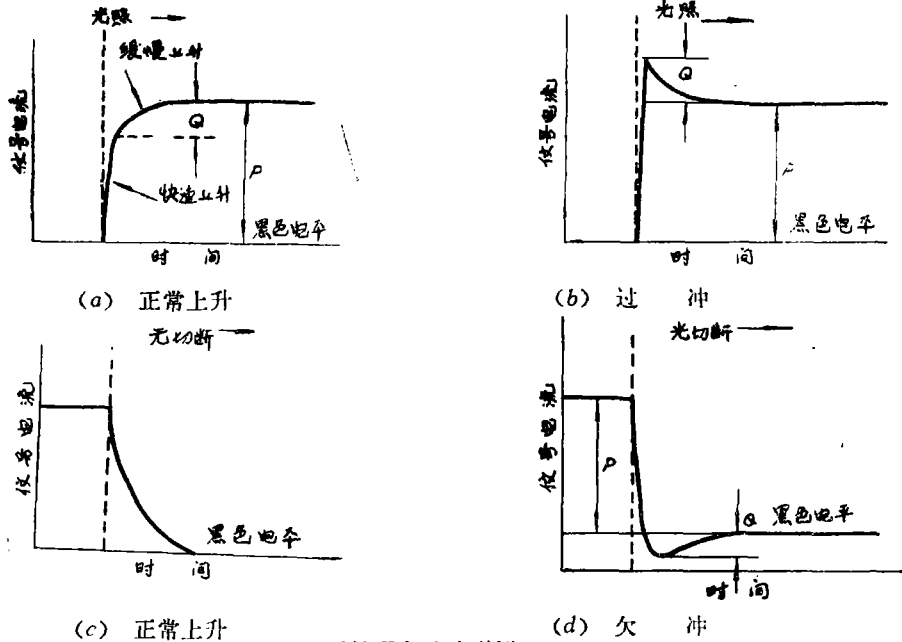 光照
缓慢上升
信号电流
Q
P
快速上升
黑色电平
时 间
(a) 正常上升
光照
信号电流
Q
P
黑色电平
时 间
(b) 过 冲
光切断
信号电流
黑色电平
时 间
(c) 正常上升
光切断
信号电流
P
Q 黑色电平
时 间
(d) 欠 冲